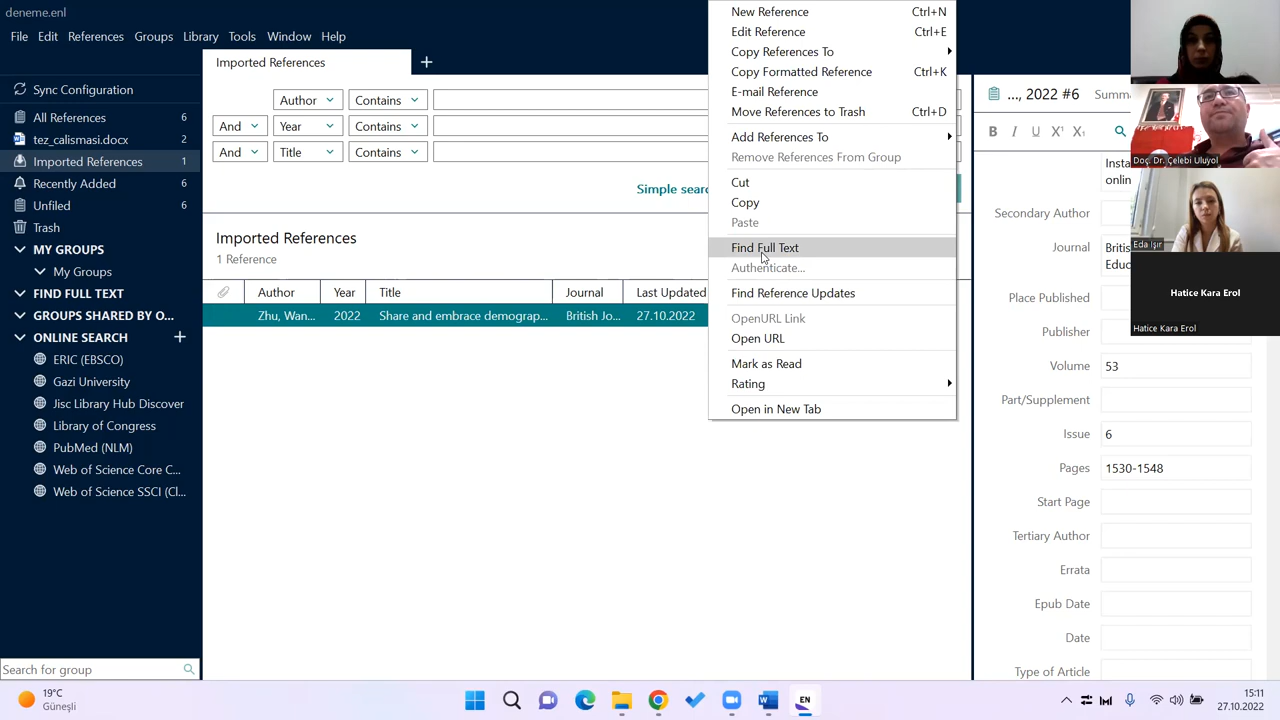 deneme.enl
File Edit References Groups Library Tools Window Help
Sync Configuration
All References 6
tez_calismasi.docx 2
Imported References 1
Recently Added 6
Unfiled 6
Trash
MY GROUPS
My Groups
FIND FULL TEXT
GROUPS SHARED BY O...
ONLINE SEARCH +
ERIC (EBSCO)
Gazi University
Jisc Library Hub Discover
Library of Congress
PubMed (NLM)
Web of Science Core C...
Web of Science SSCI (Cl...
Search for group
Imported References +
Author Contains
And Year Contains
And Title Contains
Simple sear
Imported References
1 Reference
Author Year Title Journal Last Updated
Zhu, Wan... 2022 Share and embrace demograp... British Jo... 27.10.2022
New Reference Ctrl+N
Edit Reference Ctrl+E
Copy References To
Copy Formatted Reference Ctrl+K
E-mail Reference
Move References to Trash Ctrl+D
Add References To
Remove References From Group
Cut
Copy
Paste
Find Full Text
Authenticate...
Find Reference Updates
OpenURL Link
Open URL
Mark as Read
Rating
Open in New Tab
..., 2022 #6 Summa
B I U X¹ X₁
Insta
online
Secondary Author
Journal Britis
Educ
Place Published
Publisher
Volume 53
Part/Supplement
Issue 6
Pages 1530-1548
Start Page
Tertiary Author
Errata
Epub Date
Date
Type of Article
Doç. Dr. Çelebi Uluyol
Eda Işır
Hatice Kara Erol
Hatice Kara Erol
19°C
Güneşli
EN
15:11
27.10.2022